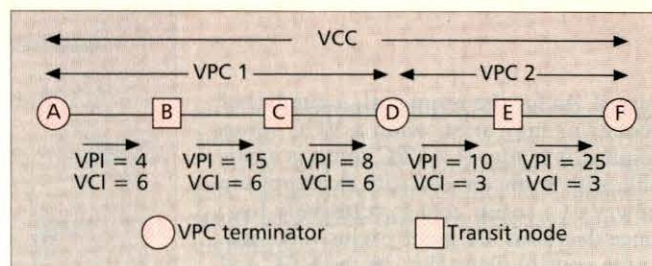 VCC
VPC 1 VPC 2
A B C D E F
VPI = 4 VPI = 15 VPI = 8 VPI = 10 VPI = 25
VCI = 6 VCI = 6 VCI = 6 VCI = 3 VCI = 3
VPC terminator Transit node